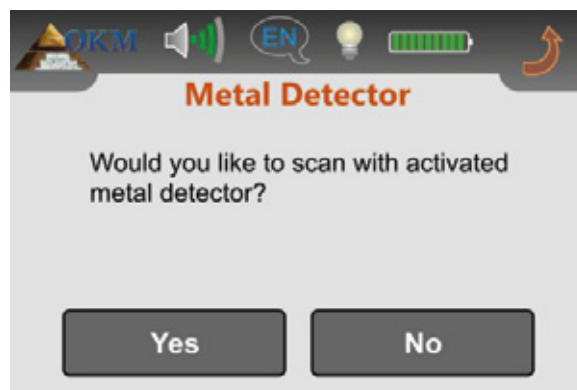 OKM EN
Metal Detector
Would you like to scan with activated
metal detector?
Yes No